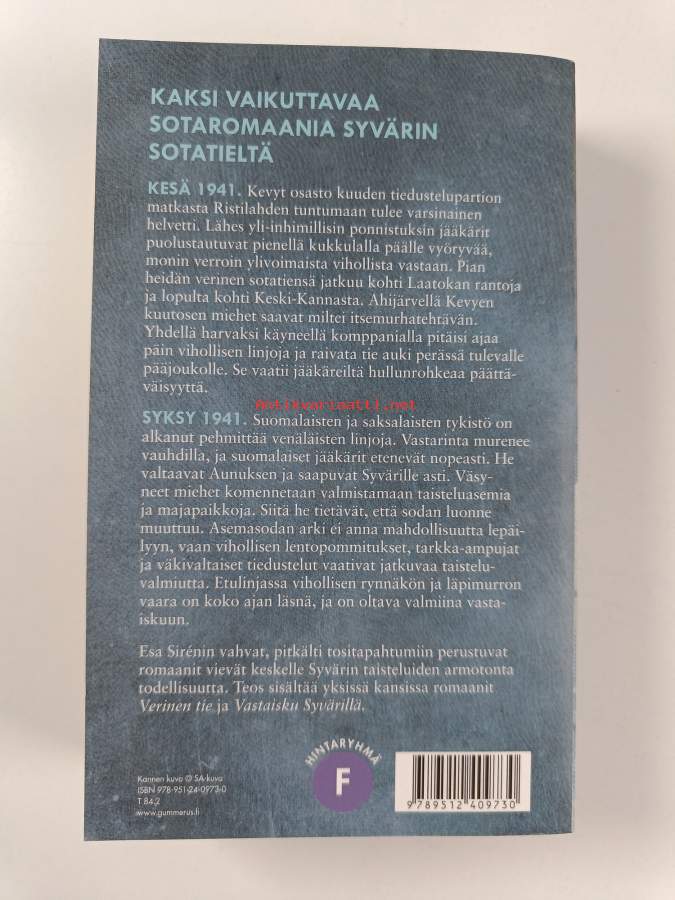 KAKSI VAIKUTTAVAA
SOTAROMAANIA SYVÄRIN
SOTATIELTÄ
KESÄ 1941. Kevyt osasto kuuden tiedustelupartion
matkasta Ristilahden tuntumaan tulee varsinainen
helvetti. Lähes yli-inhimillisin ponnistuksin jääkärit
puolustautuvat pienellä kukkulalla päälle vyöryvää,
monin verroin ylivoimaista vihollista vastaan. Pian
heidän verinen sotatiensä jatkuu kohti Laatokan rantoja
ja lopulta kohti Keski-Kannasta. Ahijärvellä Kevyen
kuutosen miehet saavat miltei itsemurhatehtävän.
Yhdellä harvaksi käyneellä komppanialla pitäisi ajaa
päin vihollisen linjoja ja raivata tie auki perässä tulevalle
pääjoukolle. Se vaatii jääkäreiltä hullunrohkeaa päättä-
väisyyttä.
antikvariaatti.net
SYKSY 1941. Suomalaisten ja saksalaisten tykistö on
alkanut pehmittää venäläisten linjoja. Vastarinta murenee
vauhdilla, ja suomalaiset jääkärit etenevät nopeasti. He
valtaavat Aunuksen ja saapuvat Syvärille asti. Väsy-
neet miehet komennetaan valmistamaan taisteluasemia
ja majapaikkoja. Siitä he tietävät, että sodan luonne
muuttuu. Asemasodan arki ei anna mahdollisuutta lepäi-
lyyn, vaan vihollisen lentopommitukset, tarkka-ampujat
ja väkivaltaiset tiedustelut vaativat jatkuvaa taistelu-
valmiutta. Etulinjassa vihollisen rynnäkön ja läpimurron
vaara on koko ajan läsnä, ja on oltava valmiina vasta-
iskuun.
Esa Sirénin vahvat, pitkälti tositapahtumiin perustuvat
romaanit vievät keskelle Syvärin taisteluiden armotonta
todellisuutta. Teos sisältää yksissä kansissa romaanit
Verinen tie ja Vastaisku Syvärillä.
Kannen kuva © SA-kuva
ISBN 978-951-24-0973-0
T 84.2
www.gummerus.fi
HINTARYHMÄ
F
9789512409730